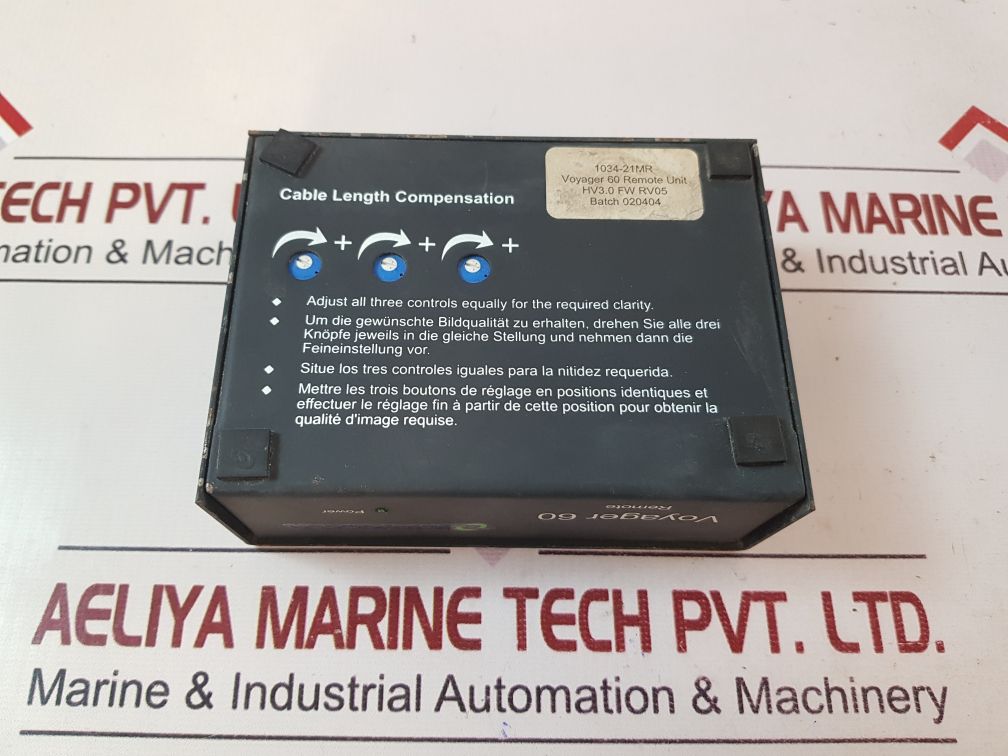 1034-21MR
Voyager 60 Remote Unit
HV3.0 FW RV05
Batch 020404
Cable Length Compensation
+ + +
Adjust all three controls equally for the required clarity.
Um die gewünschte Bildqualität zu erhalten, drehen Sie alle drei
Knöpfe jeweils in die gleiche Stellung und nehmen dann die
Feineinstellung vor.
Situe los tres controles iguales para la nitidez requerida.
Mettre les trois boutons de réglage en positions identiques et
effectuer le réglage fin à partir de cette position pour obtenir la
qualité d'image requise.
Power
Voyager 60
Remote
TECH PVT.
& Mach
MARINE
& Industrial
AELIYA MARINE TECH PVT. LTD.
Marine & Industrial Automation & Machinery